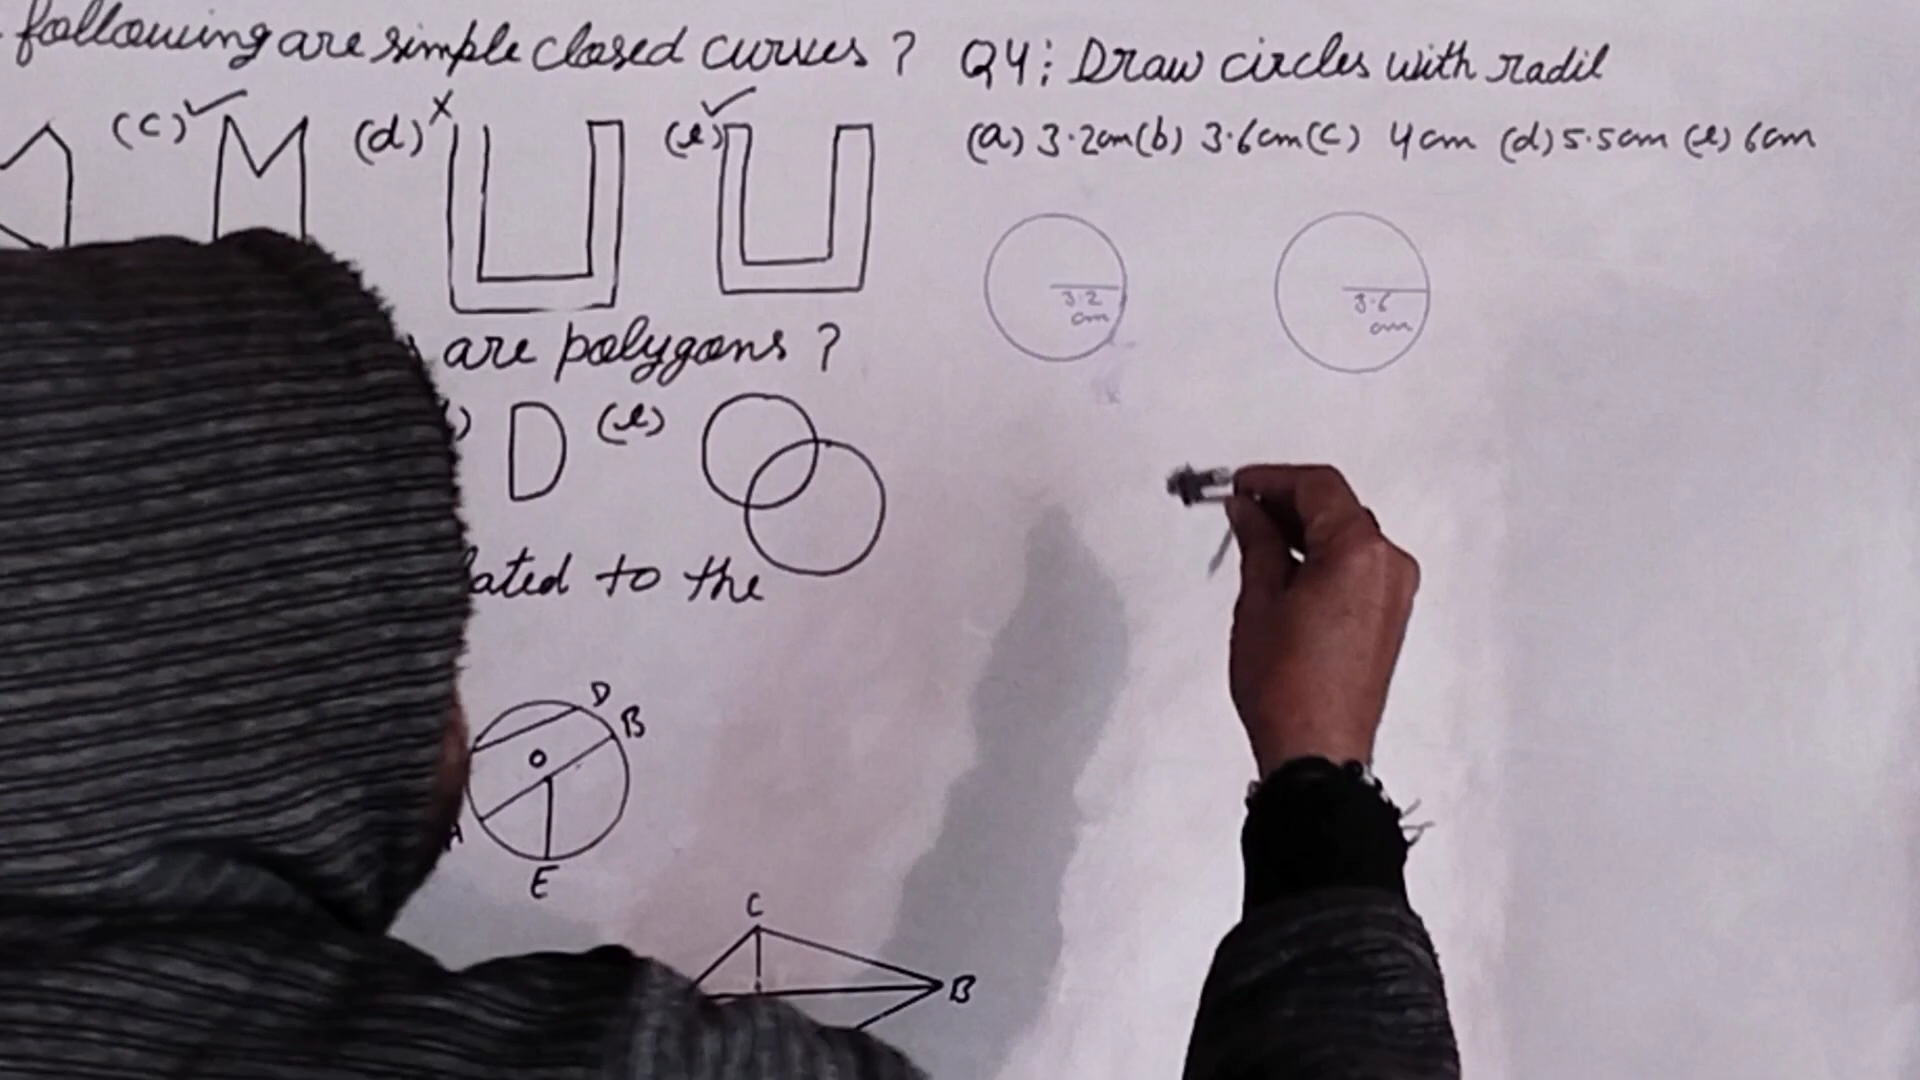 following are simple closed curves ?
(c) (d) (e)
are polygons ?
(e)
to the
D
B
O
E
C
B
Q4: Draw circles with radii
(a) 3.2cm (b) 3.6cm (c) 4cm (d) 5.5cm (e) 6cm
3.2
cm
3.6
cm